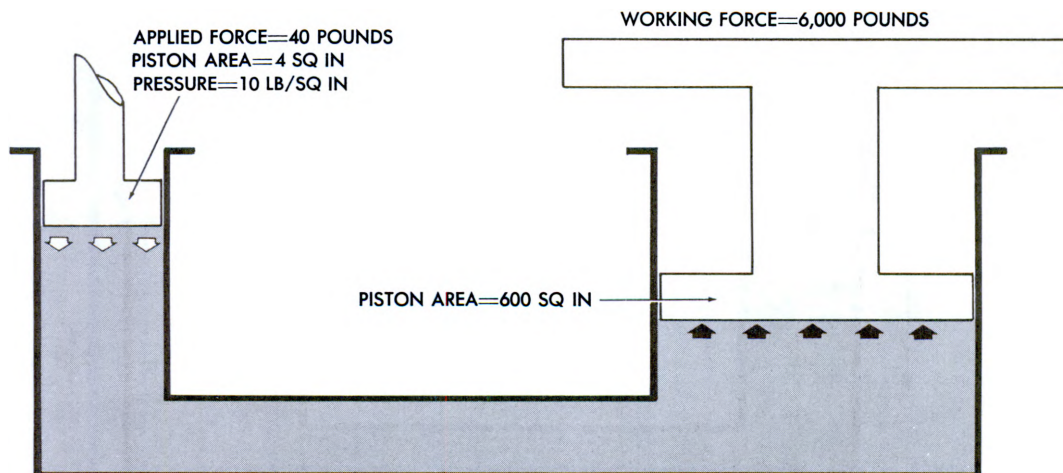 APPLIED FORCE=40 POUNDS
PISTON AREA=4 SQ IN
PRESSURE=10 LB/SQ IN
WORKING FORCE=6,000 POUNDS
PISTON AREA=600 SQ IN